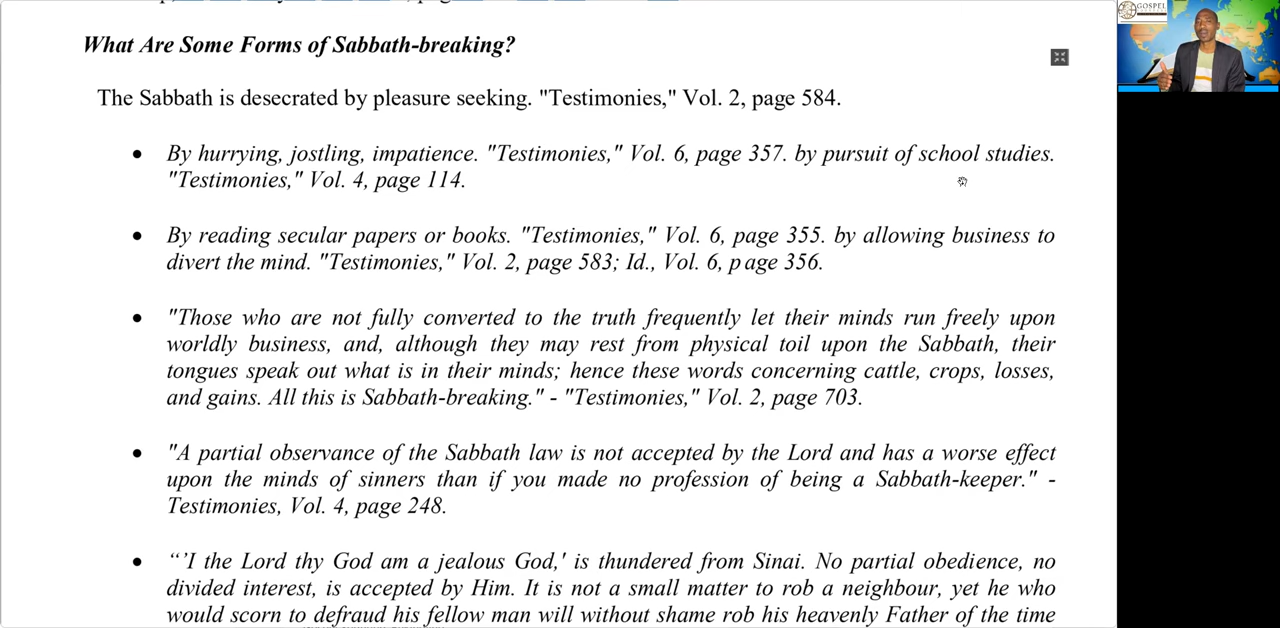 What Are Some Forms of Sabbath-breaking?
The Sabbath is desecrated by pleasure seeking. "Testimonies," Vol. 2, page 584.
• By hurrying, jostling, impatience. "Testimonies," Vol. 6, page 357. by pursuit of school studies.
"Testimonies," Vol. 4, page 114.
• By reading secular papers or books. "Testimonies," Vol. 6, page 355. by allowing business to
divert the mind. "Testimonies," Vol. 2, page 583; Id., Vol. 6, p age 356.
• "Those who are not fully converted to the truth frequently let their minds run freely upon
worldly business, and, although they may rest from physical toil upon the Sabbath, their
tongues speak out what is in their minds; hence these words concerning cattle, crops, losses,
and gains. All this is Sabbath-breaking." - "Testimonies," Vol. 2, page 703.
• "A partial observance of the Sabbath law is not accepted by the Lord and has a worse effect
upon the minds of sinners than if you made no profession of being a Sabbath-keeper." -
Testimonies, Vol. 4, page 248.
• “’I the Lord thy God am a jealous God,' is thundered from Sinai. No partial obedience, no
divided interest, is accepted by Him. It is not a small matter to rob a neighbour, yet he who
would scorn to defraud his fellow man will without shame rob his heavenly Father of the time
GOSPEL